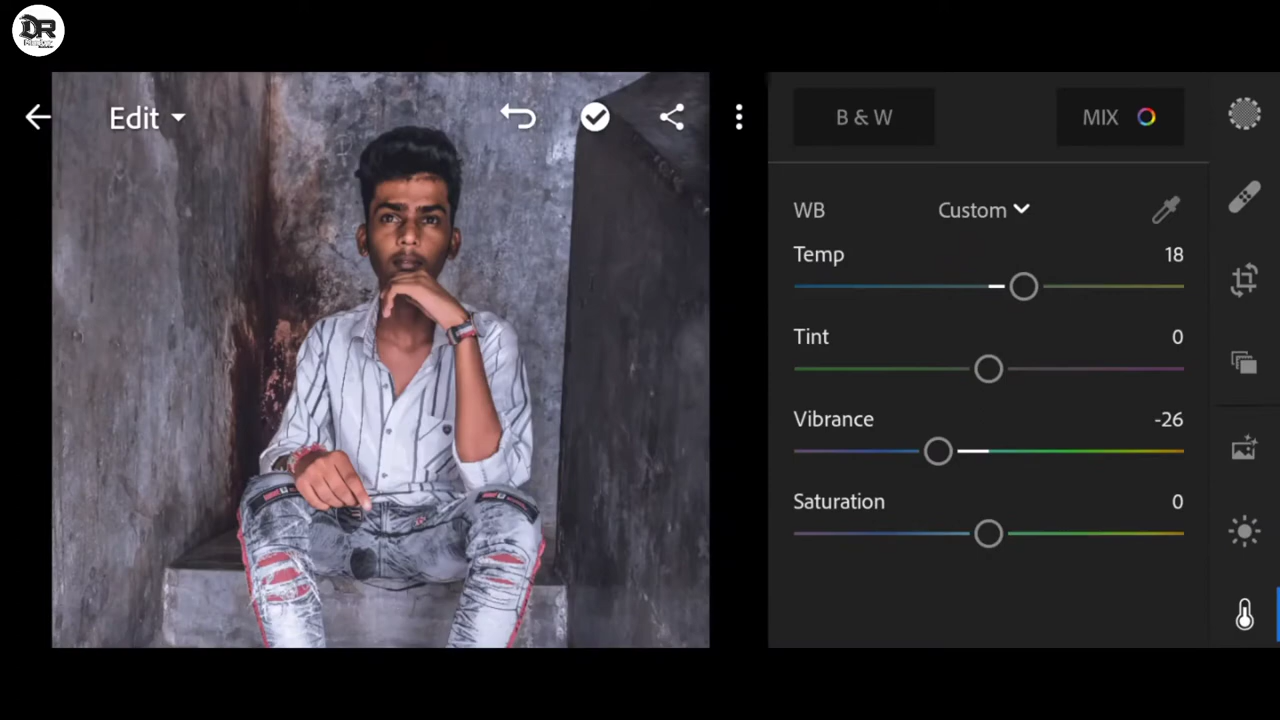 DR
Edit
B & W
MIX
WB
Custom
Temp
18
Tint
0
Vibrance
-26
Saturation
0